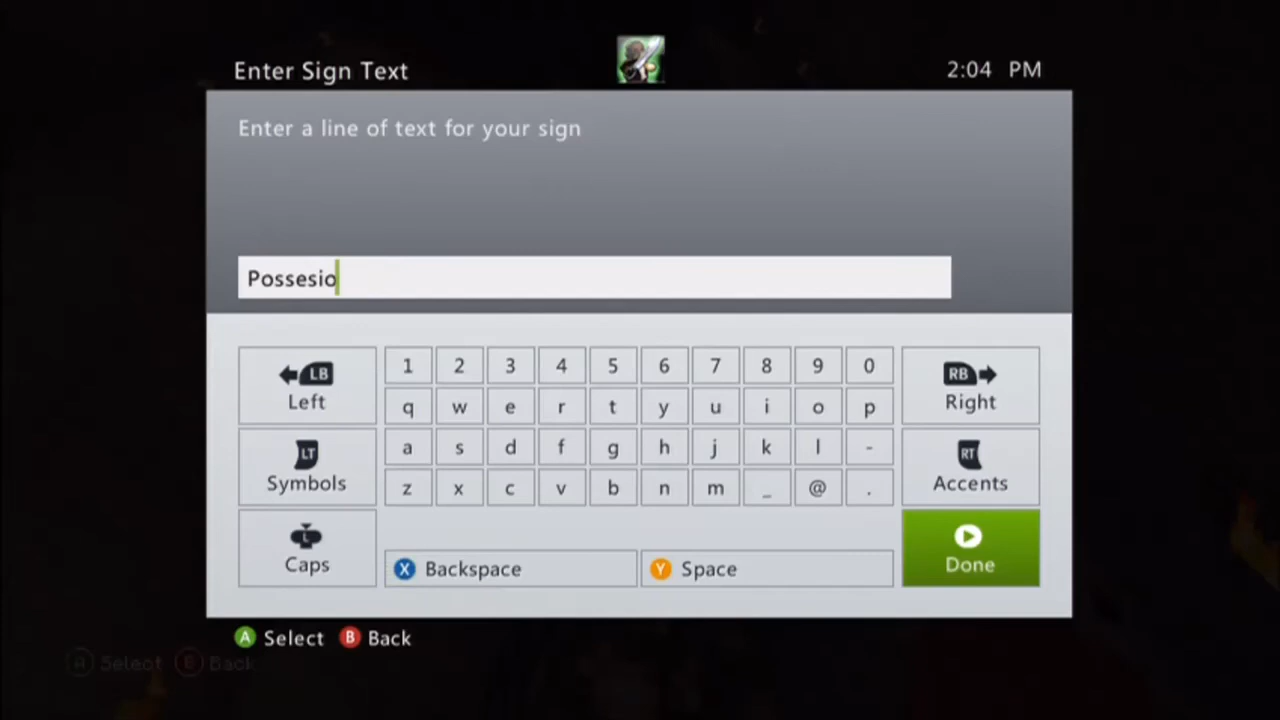 Enter Sign Text
2:04 PM
Enter a line of text for your sign
Possesio
LB
Left
1 2 3 4 5 6 7 8 9 0
RB
Right
q w e r t y u i o p
LT
Symbols
a s d f g h j k l -
RT
Accents
z x c v b n m _ @ .
L
Caps
X Backspace
Y Space
Done
A Select B Back
A Select B Back